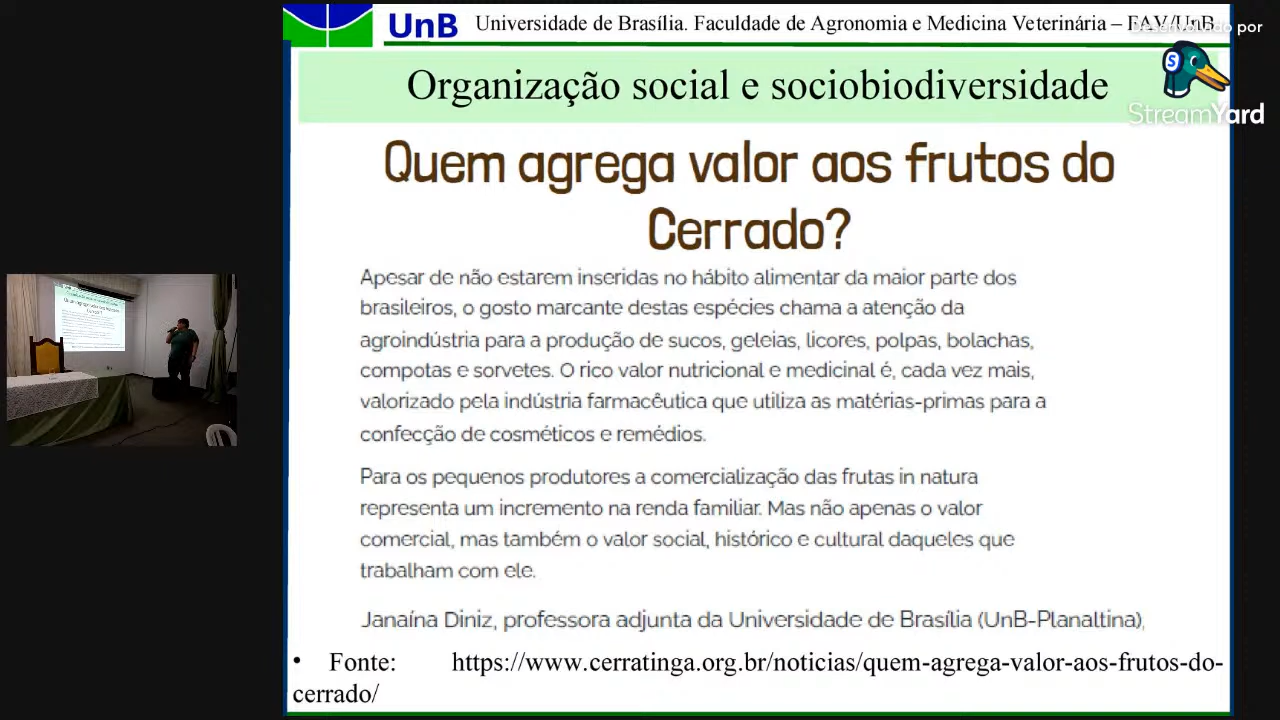 UnB Universidade de Brasília. Faculdade de Agronomia e Medicina Veterinária – FAV/UnB.
Desenvolvido por
StreamYard
Organização social e sociobiodiversidade
Quem agrega valor aos frutos do
Cerrado?
Apesar de não estarem inseridas no hábito alimentar da maior parte dos
brasileiros, o gosto marcante destas espécies chama a atenção da
agroindústria para a produção de sucos, geleias, licores, polpas, bolachas,
compotas e sorvetes. O rico valor nutricional e medicinal é, cada vez mais,
valorizado pela indústria farmacêutica que utiliza as matérias-primas para a
confecção de cosméticos e remédios.
Para os pequenos produtores a comercialização das frutas in natura
representa um incremento na renda familiar. Mas não apenas o valor
comercial, mas também o valor social, histórico e cultural daqueles que
trabalham com ele.
Janaína Diniz, professora adjunta da Universidade de Brasília (UnB-Planaltina),
• Fonte: https://www.cerratinga.org.br/noticias/quem-agrega-valor-aos-frutos-do-
cerrado/